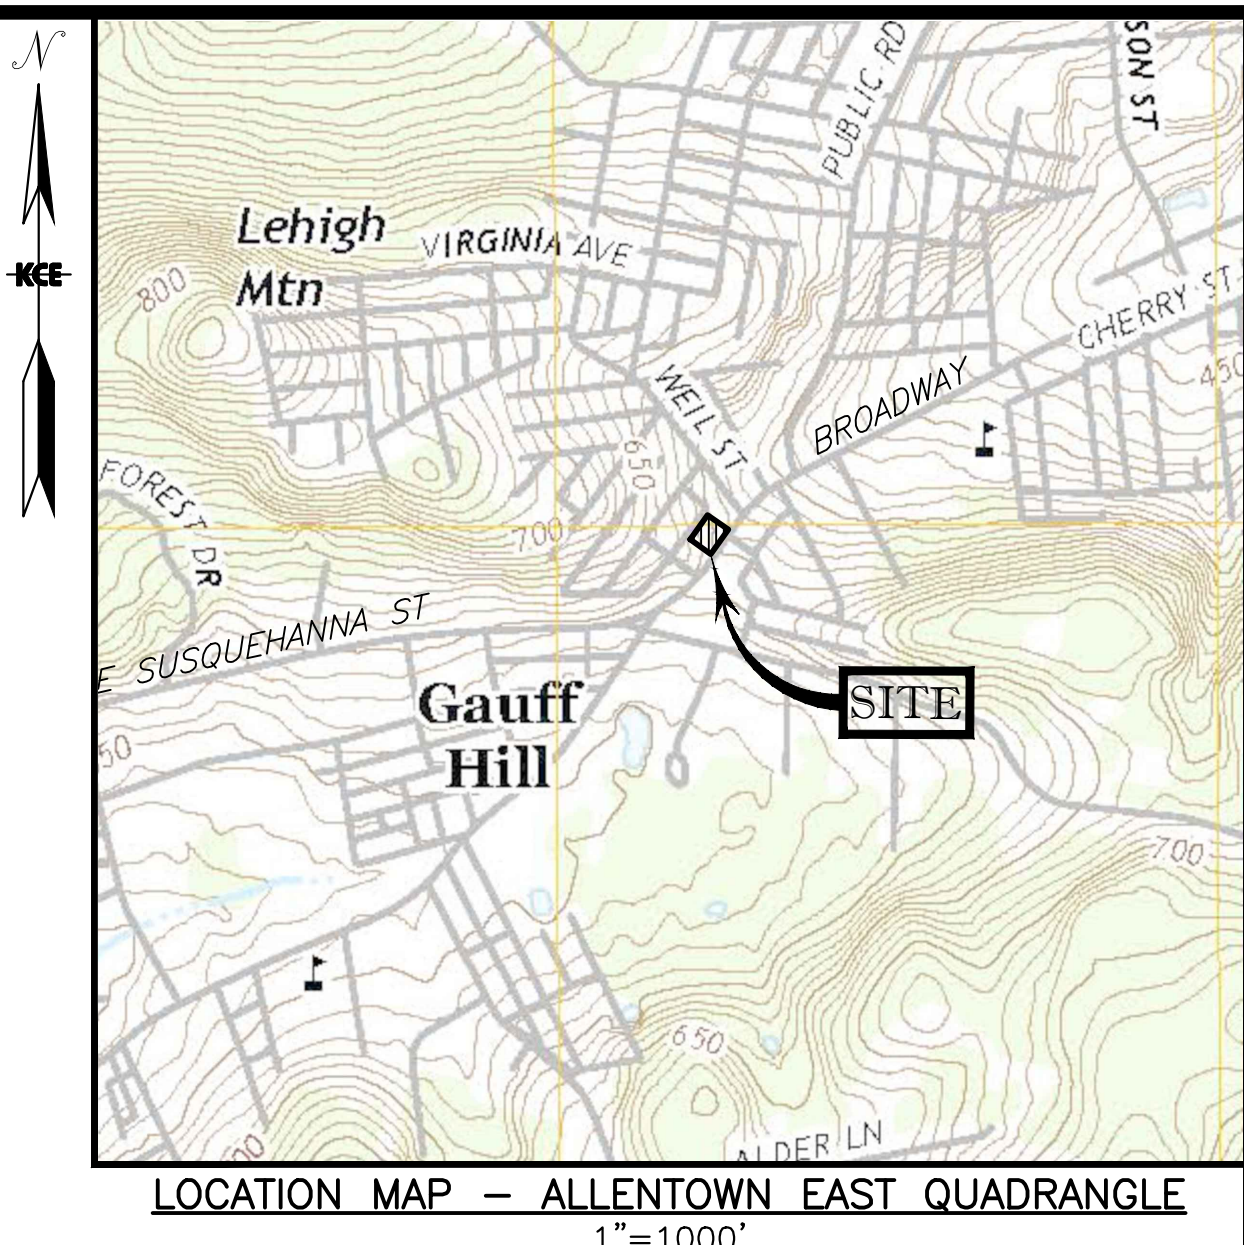 N
KCE
PUBLIC RD
SON ST
Lehigh
Mtn
VIRGINIA AVE
800
CHERRY ST
450
WEIL ST
BROADWAY
650
FOREST DR
700
E SUSQUEHANNA ST
Gauff
Hill
SITE
50
700
650
00
ALDER LN
LOCATION MAP – ALLENTOWN EAST QUADRANGLE
1"=1000'